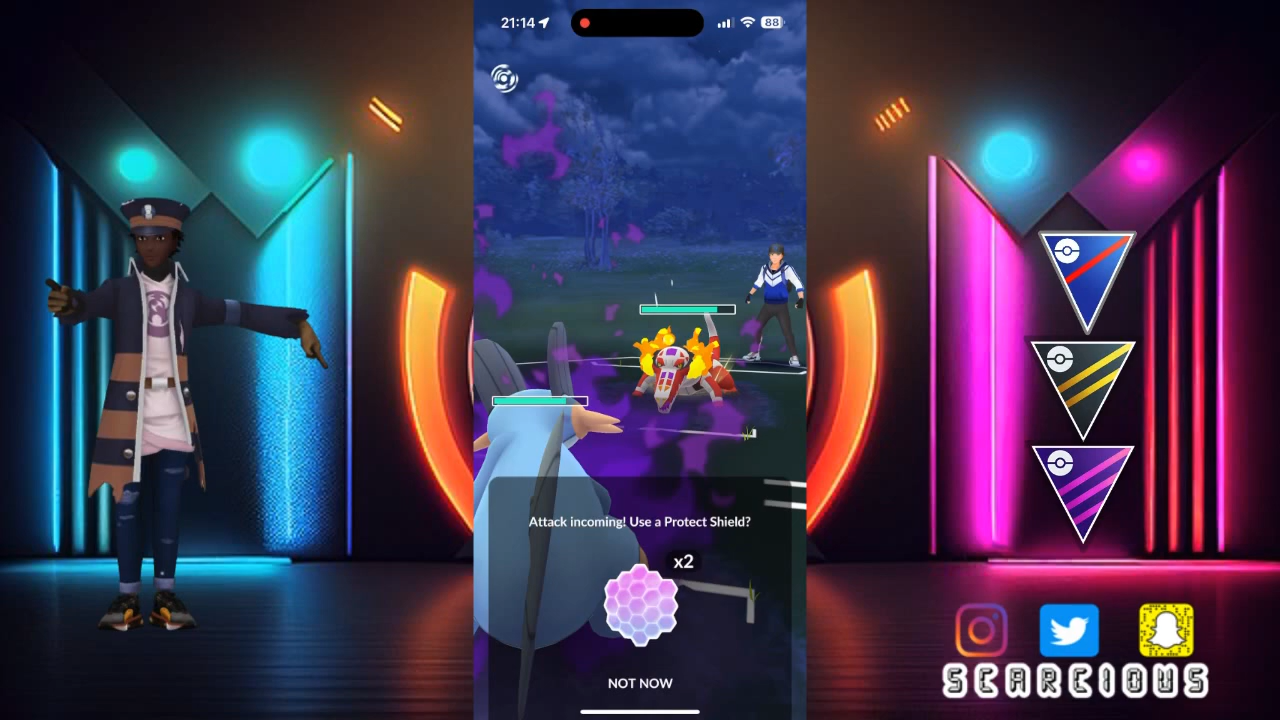 21:14
88
Attack incoming! Use a Protect Shield?
x2
NOT NOW
SCARCIOUS